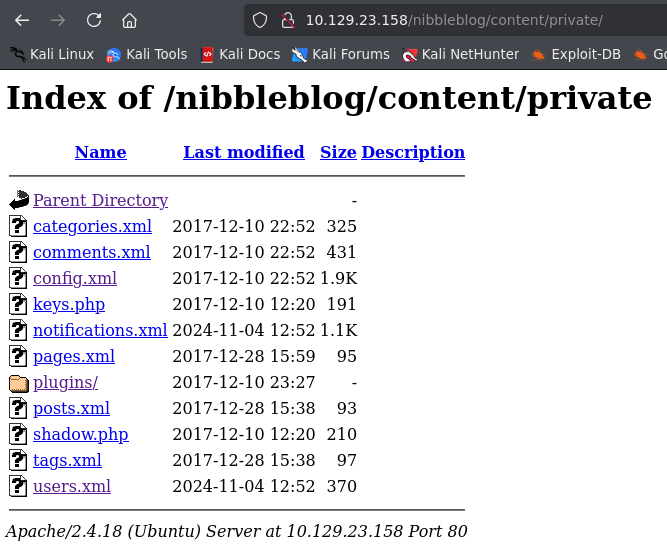 10.129.23.158/nibbleblog/content/private/
Kali Linux Kali Tools Kali Docs Kali Forums Kali NetHunter Exploit-DB
Index of /nibbleblog/content/private
Name Last modified Size Description
Parent Directory -
categories.xml 2017-12-10 22:52 325
comments.xml 2017-12-10 22:52 431
config.xml 2017-12-10 22:52 1.9K
keys.php 2017-12-10 12:20 191
notifications.xml 2024-11-04 12:52 1.1K
pages.xml 2017-12-28 15:59 95
plugins/ 2017-12-10 23:27 -
posts.xml 2017-12-28 15:38 93
shadow.php 2017-12-10 12:20 210
tags.xml 2017-12-28 15:38 97
users.xml 2024-11-04 12:52 370
Apache/2.4.18 (Ubuntu) Server at 10.129.23.158 Port 80